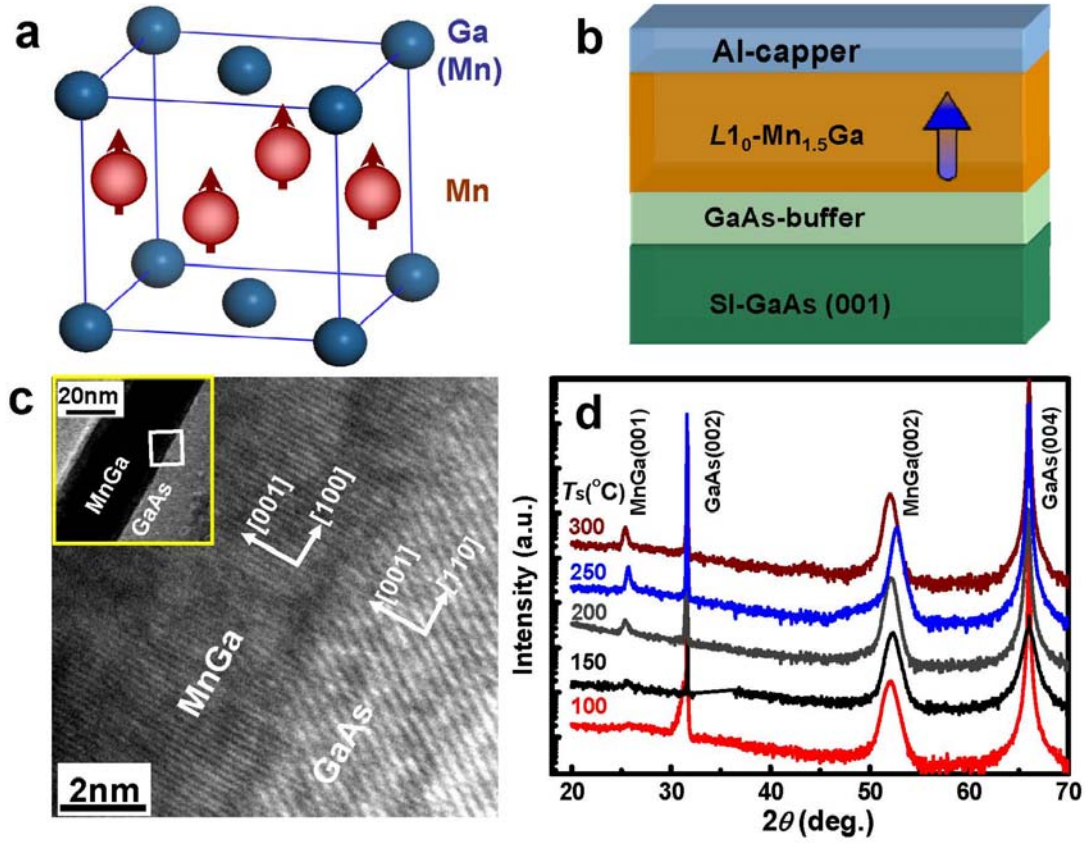 a
Ga
(Mn)
Mn
b
Al-capper
L1₀-Mn₁.₅Ga
GaAs-buffer
SI-GaAs (001)
c
20nm
MnGa
GaAs
[001]
[100]
[001]
[110]
MnGa
GaAs
2nm
d
Tₛ(°C)
MnGa(001)
GaAs(002)
MnGa(002)
GaAs(004)
300
250
200
150
100
Intensity (a.u.)
20 30 40 50 60 70
2θ (deg.)